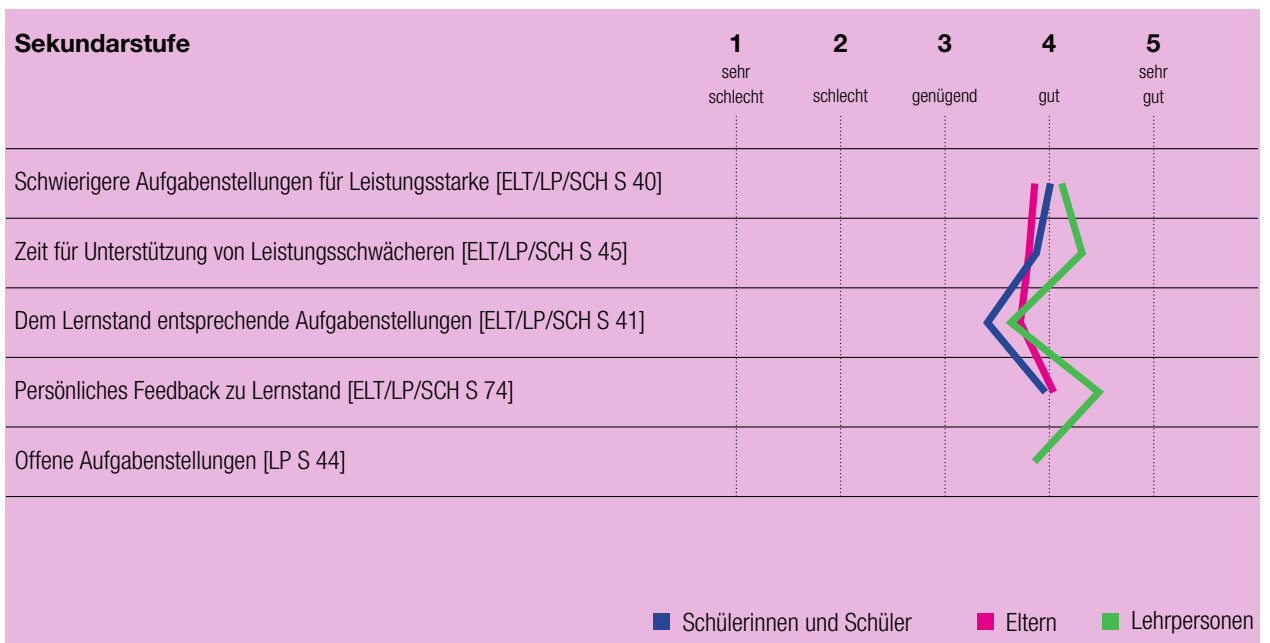 Sekundarstufe
1 2 3 4 5
sehr sehr
schlecht schlecht genügend gut gut
Schwierigere Aufgabenstellungen für Leistungsstarke [ELT/LP/SCH S 40]
Zeit für Unterstützung von Leistungsschwächeren [ELT/LP/SCH S 45]
Dem Lernstand entsprechende Aufgabenstellungen [ELT/LP/SCH S 41]
Persönliches Feedback zu Lernstand [ELT/LP/SCH S 74]
Offene Aufgabenstellungen [LP S 44]
Schülerinnen und Schüler Eltern Lehrpersonen